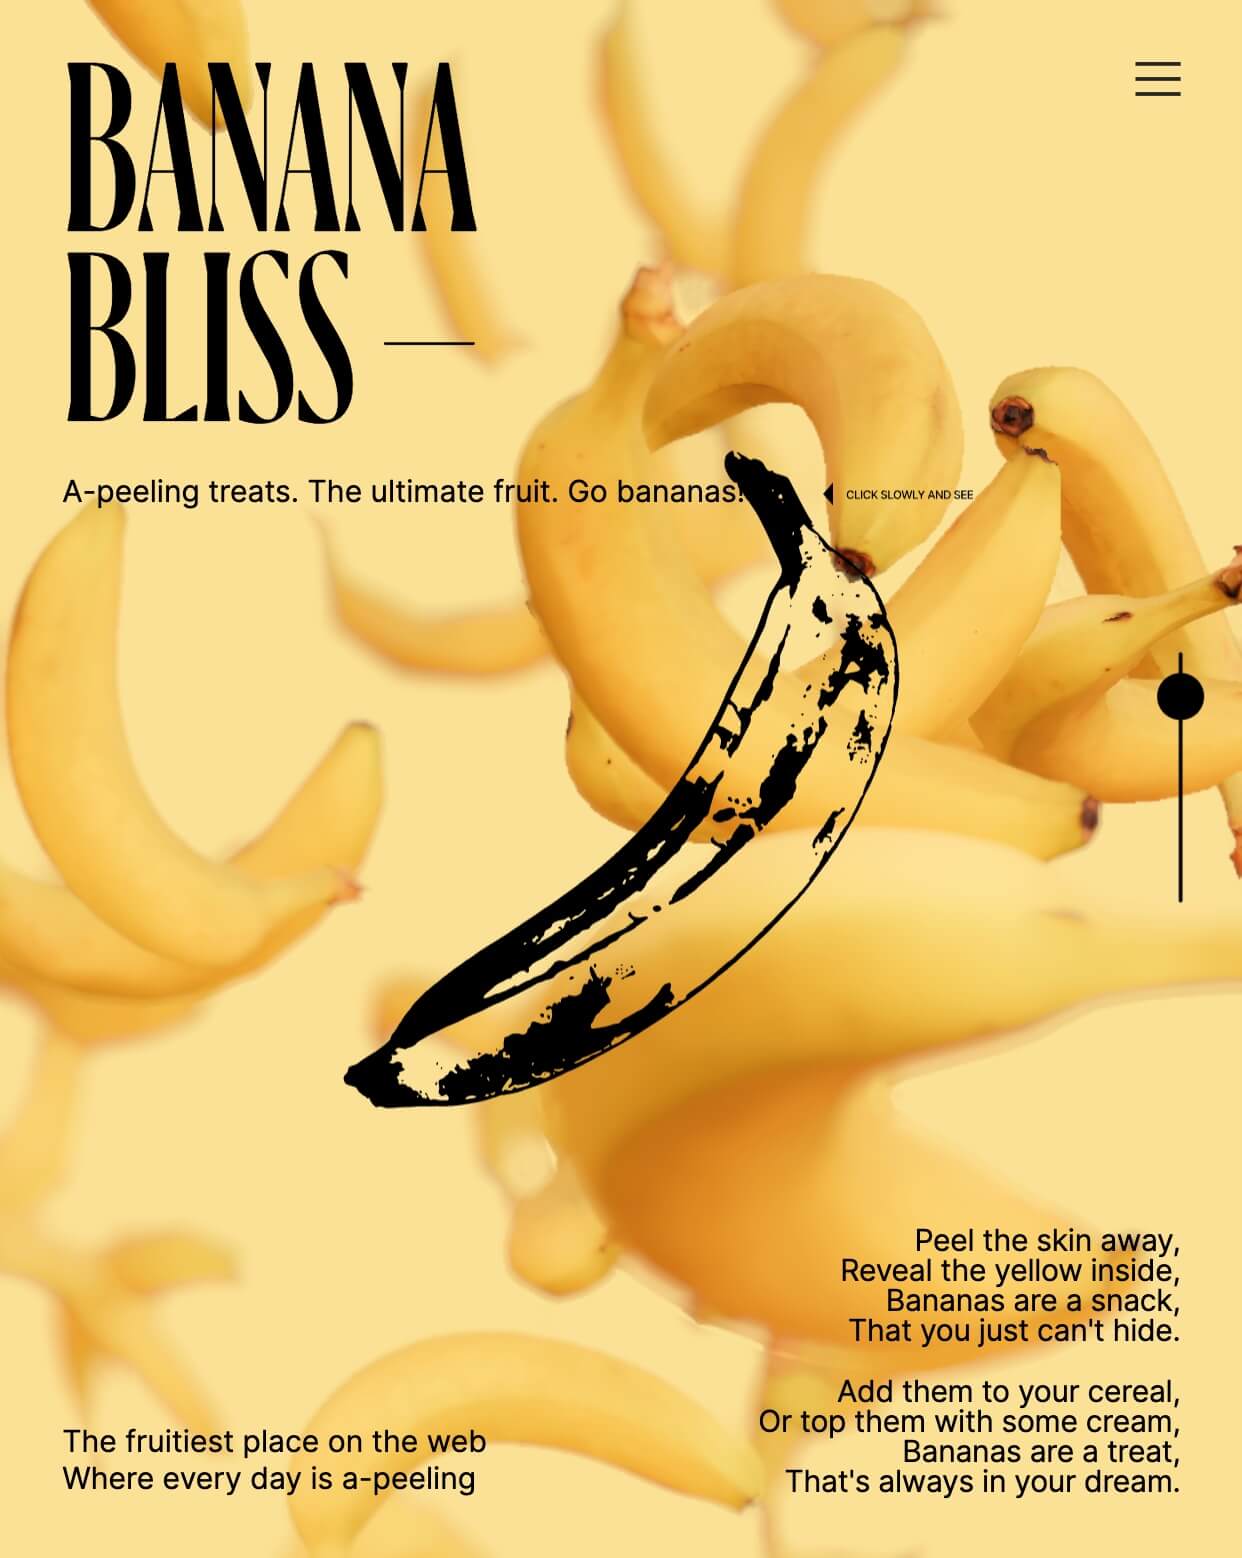 BANANA
BLISS —
A-peeling treats. The ultimate fruit. Go bananas!
CLICK SLOWLY AND SEE
Peel the skin away,
Reveal the yellow inside,
Bananas are a snack,
That you just can't hide.
Add them to your cereal,
Or top them with some cream,
Bananas are a treat,
That's always in your dream.
The fruitiest place on the web
Where every day is a-peeling